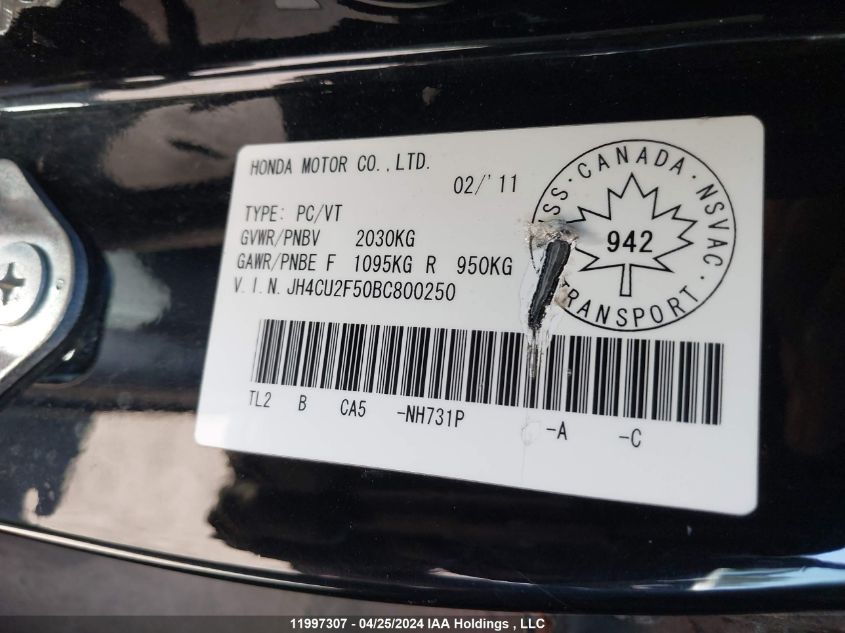 HONDA MOTOR CO.,LTD.
02/'11
TYPE: PC/VT
GVWR/PNBV 2030KG
GAWR/PNBE F 1095KG R 950KG
V.I.N. JH4CU2F50BC800250
CANADA · NSVAC · TRANSPORT
942
TL2 B CA5 -NH731P -A -C
11997307 - 04/25/2024 IAA Holdings , LLC